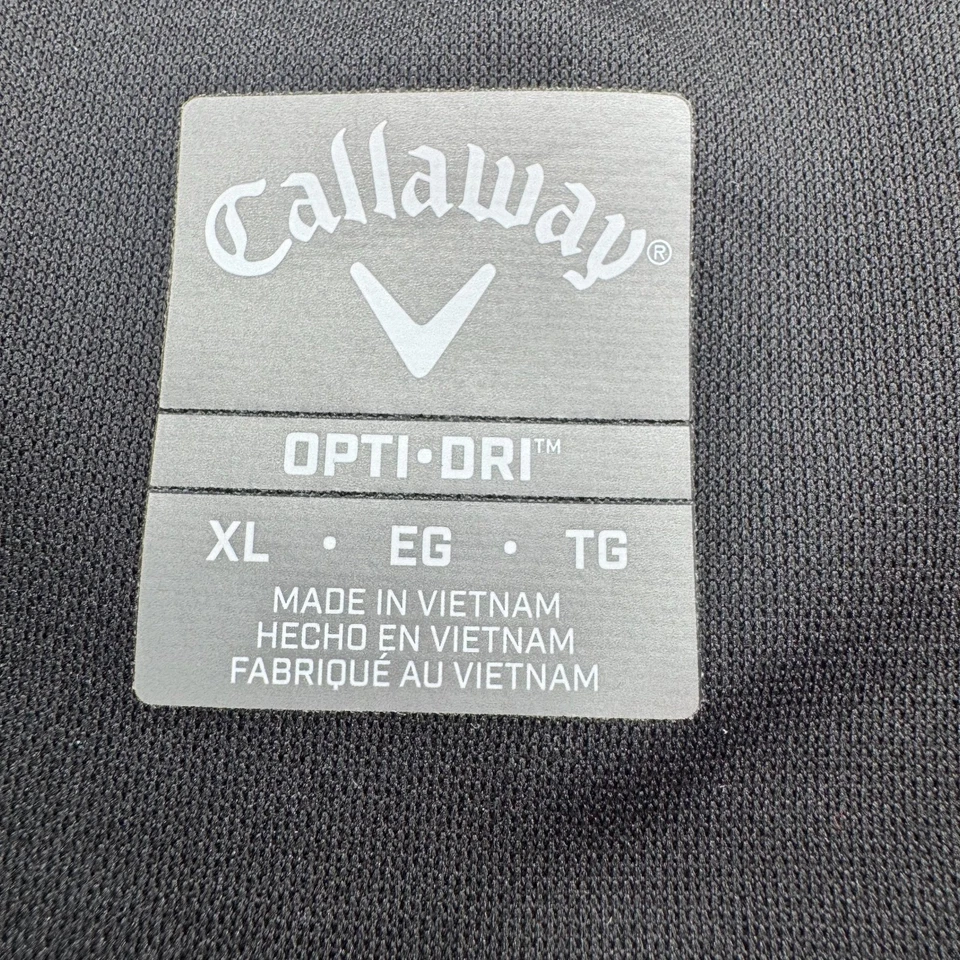 Callaway®
OPTI•DRI™
XL • EG • TG
MADE IN VIETNAM
HECHO EN VIETNAM
FABRIQUÉ AU VIETNAM